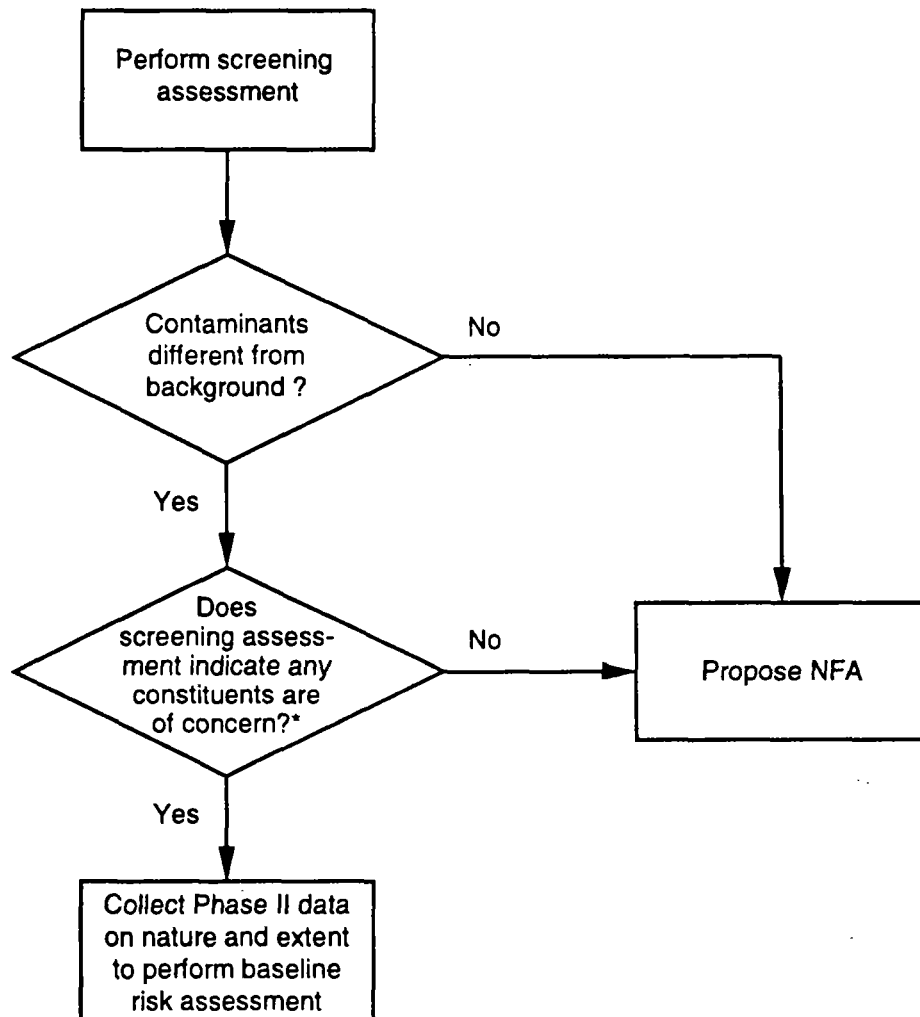 Perform screening
assessment
Contaminants
different from
background ?
No
Yes
Does
screening assess-
ment indicate any
constituents are
of concern?*
No
Propose NFA
Yes
Collect Phase II data
on nature and extent
to perform baseline
risk assessment